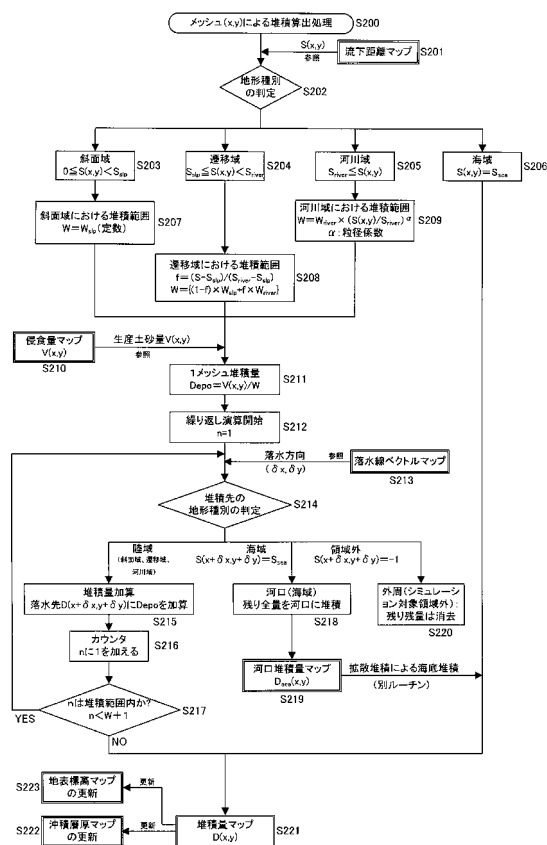 メッシュ(x,y)による堆積算出処理
S200
S(x,y)
参照
流下距離マップ
S201
地形種別
の判定
S202
斜面域
0≦S(x,y)<Sslp
S203
遷移域
Sslp≦S(x,y)<Sriver
S204
河川域
Sriver≦S(x,y)
S205
海域
S(x,y)=Ssea
S206
斜面域における堆積範囲
W=Wslp(定数)
S207
河川域における堆積範囲
W=Wriver×(S(x,y)/Sriver)α
α:粒径係数
S209
遷移域における堆積範囲
f=(S-Sslp)/(Sriver-Sslp)
W={(1-f)×Wslp+f×Wriver}
S208
侵食量マップ
V(x,y)
S210
生産土砂量V(x,y)
参照
1メッシュ堆積量
Depo=V(x,y)/W
S211
繰り返し演算開始
n=1
S212
落水方向
(δx,δy)
参照
落水線ベクトルマップ
S213
堆積先の
地形種別の判定
S214
陸域
(斜面域、遷移域、
河川域)
海域
S(x+δx,y+δy)=Ssea
領域外
S(x+δx,y+δy)=-1
堆積量加算
落水先D(x+δx,y+δy)にDepoを加算
S215
河口(海域)
残り全量を河口に堆積
S218
外周(シミュレー
ション対象領域外):
残り残量は消去
S220
カウンタ
nに1を加える
S216
河口堆積量マップ
Dsea(x,y)
S219
拡散堆積による海底堆積
(別ルーチン)
nは堆積範囲内か?
n<W+1
S217
YES
NO
S223
地表標高マップ
の更新
更新
S222
沖積層厚マップ
の更新
更新
堆積量マップ
D(x,y)
S221